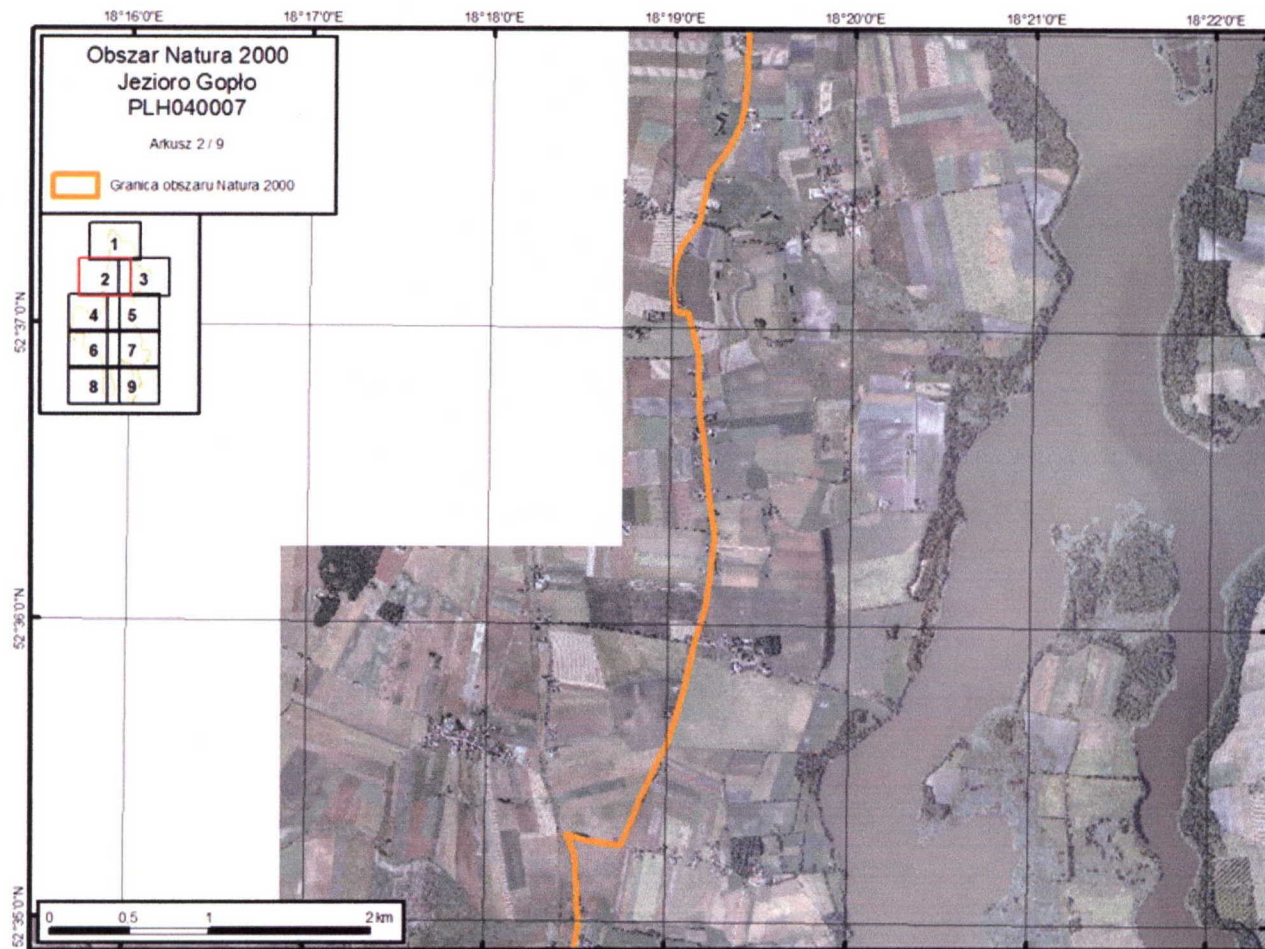 18°16'0"E 18°17'0"E 18°18'0"E 18°19'0"E 18°20'0"E 18°21'0"E 18°22'0"E
Obszar Natura 2000
Jezioro Gopło
PLH040007
Arkusz 2 / 9
Granica obszaru Natura 2000
1
2 3
4 5
6 7
8 9
52°37'0"N
52°36'0"N
52°35'0"N
0 0.5 1 2 km